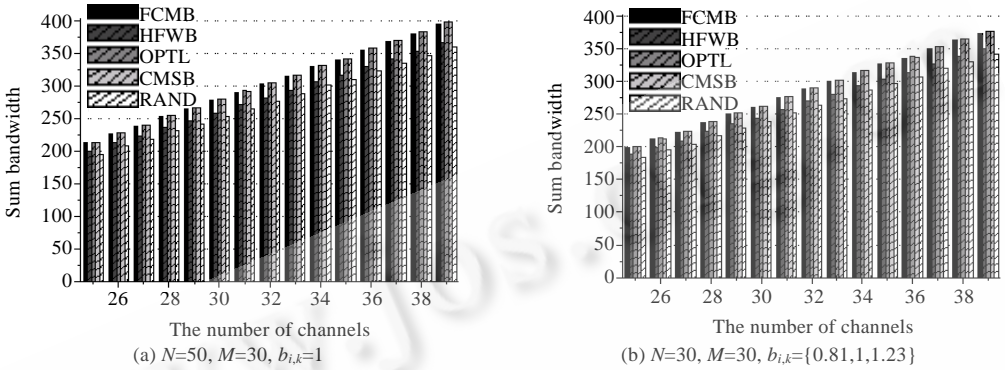 400
350
300
250
200
150
100
50
0
Sum bandwidth
FCMB
HFWB
OPTL
CMSB
RAND
26 28 30 32 34 36 38
The number of channels
(a) N=50, M=30, b_{i,k}=1
400
350
300
250
200
150
100
50
0
Sum bandwidth
FCMB
HFWB
OPTL
CMSB
RAND
26 28 30 32 34 36 38
The number of channels
(b) N=30, M=30, b_{i,k}={0.81,1,1.23}